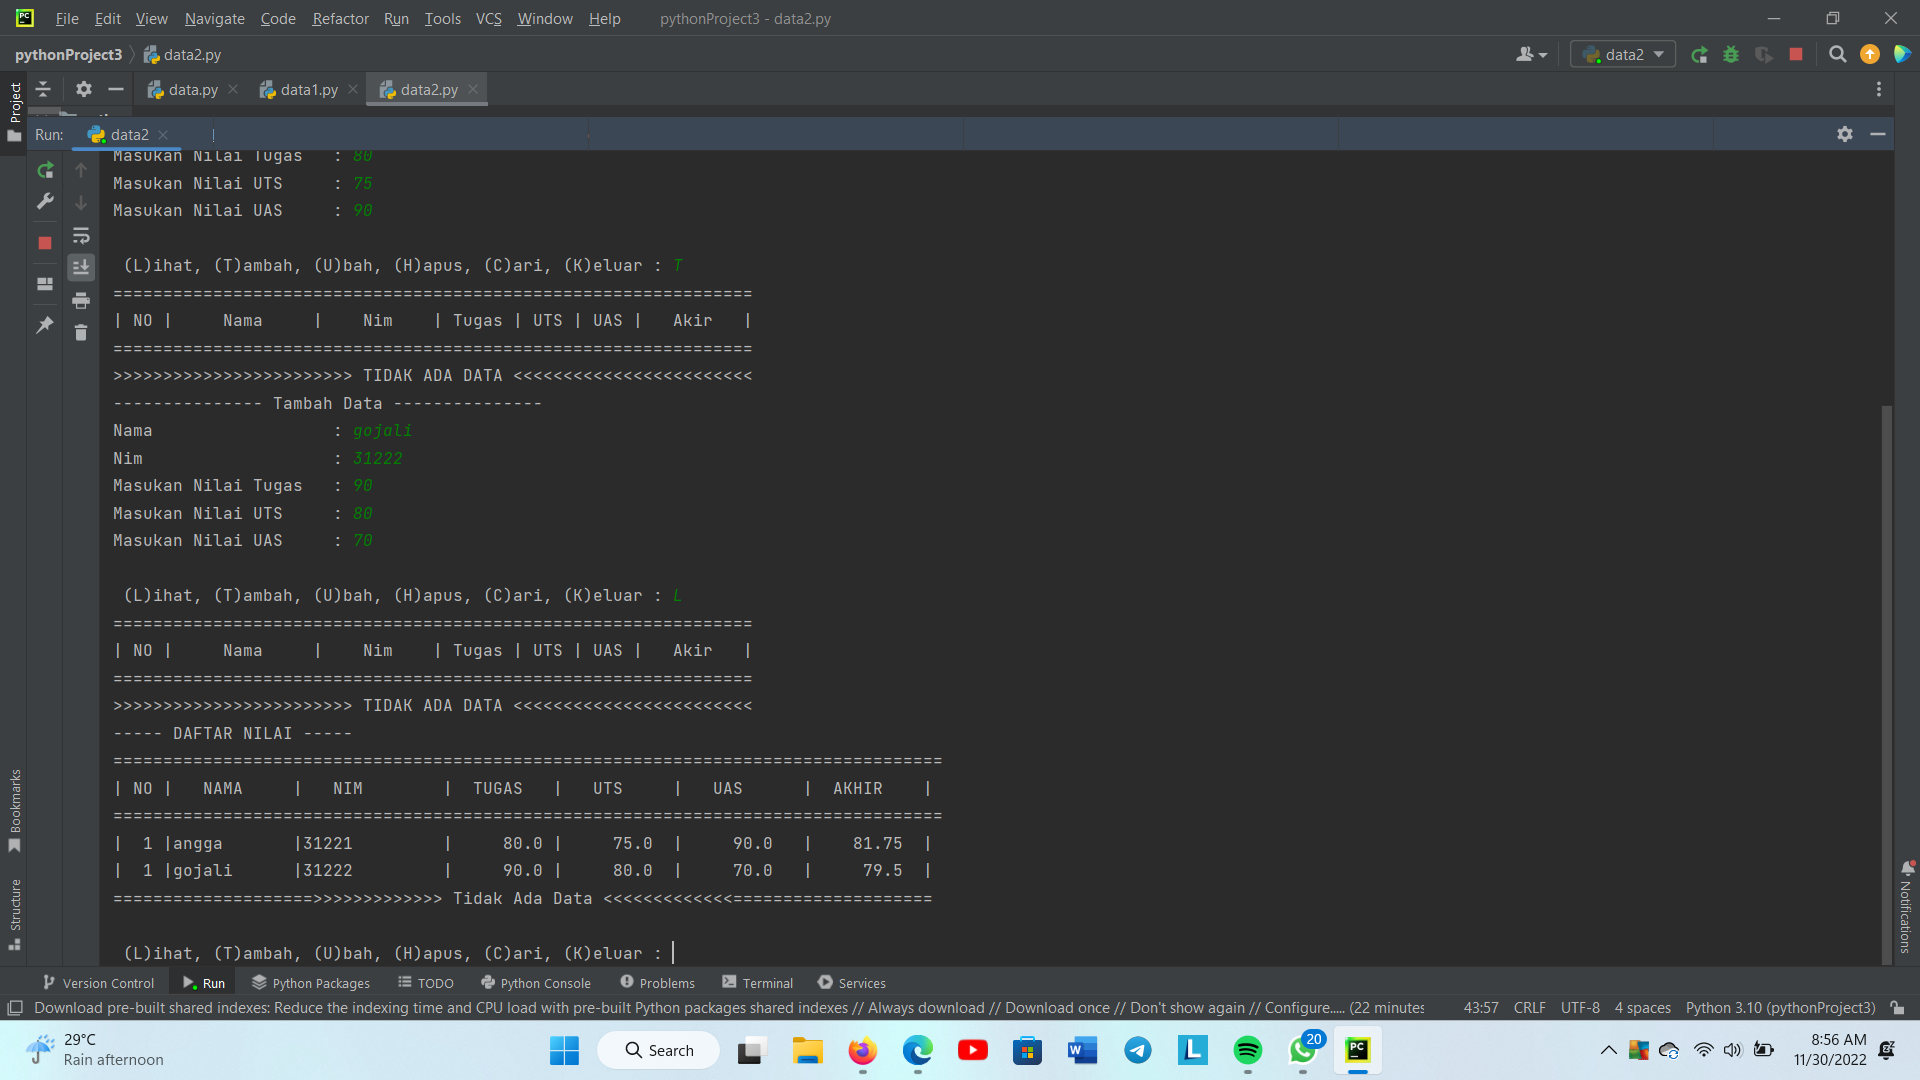 PC File Edit View Navigate Code Refactor Run Tools VCS Window Help pythonProject3 - data2.py
pythonProject3 data2.py data2
Project data.py data1.py data2.py
Run: data2
Masukan Nilai Tugas : 80
Masukan Nilai UTS : 75
Masukan Nilai UAS : 90
(L)ihat, (T)ambah, (U)bah, (H)apus, (C)ari, (K)eluar : T
================================================================
| NO | Nama | Nim | Tugas | UTS | UAS | Akir |
================================================================
>>>>>>>>>>>>>>>>>>>>>>>> TIDAK ADA DATA <<<<<<<<<<<<<<<<<<<<<<<<
--------------- Tambah Data ---------------
Nama : gojali
Nim : 31222
Masukan Nilai Tugas : 90
Masukan Nilai UTS : 80
Masukan Nilai UAS : 70
(L)ihat, (T)ambah, (U)bah, (H)apus, (C)ari, (K)eluar : L
================================================================
| NO | Nama | Nim | Tugas | UTS | UAS | Akir |
================================================================
>>>>>>>>>>>>>>>>>>>>>>>> TIDAK ADA DATA <<<<<<<<<<<<<<<<<<<<<<<<
----- DAFTAR NILAI -----
===================================================================================
| NO | NAMA | NIM | TUGAS | UTS | UAS | AKHIR |
===================================================================================
| 1 |angga |31221 | 80.0 | 75.0 | 90.0 | 81.75 |
| 1 |gojali |31222 | 90.0 | 80.0 | 70.0 | 79.5 |
====================>>>>>>>>>>>>> Tidak Ada Data <<<<<<<<<<<<<====================
(L)ihat, (T)ambah, (U)bah, (H)apus, (C)ari, (K)eluar :
Bookmarks
Structure
Notifications
Version Control Run Python Packages TODO Python Console Problems Terminal Services
Download pre-built shared indexes: Reduce the indexing time and CPU load with pre-built Python packages shared indexes // Always download // Download once // Don't show again // Configure..... (22 minutes 43:57 CRLF UTF-8 4 spaces Python 3.10 (pythonProject3)
29°C
Rain afternoon
Search
W
L
20
PC
8:56 AM
11/30/2022